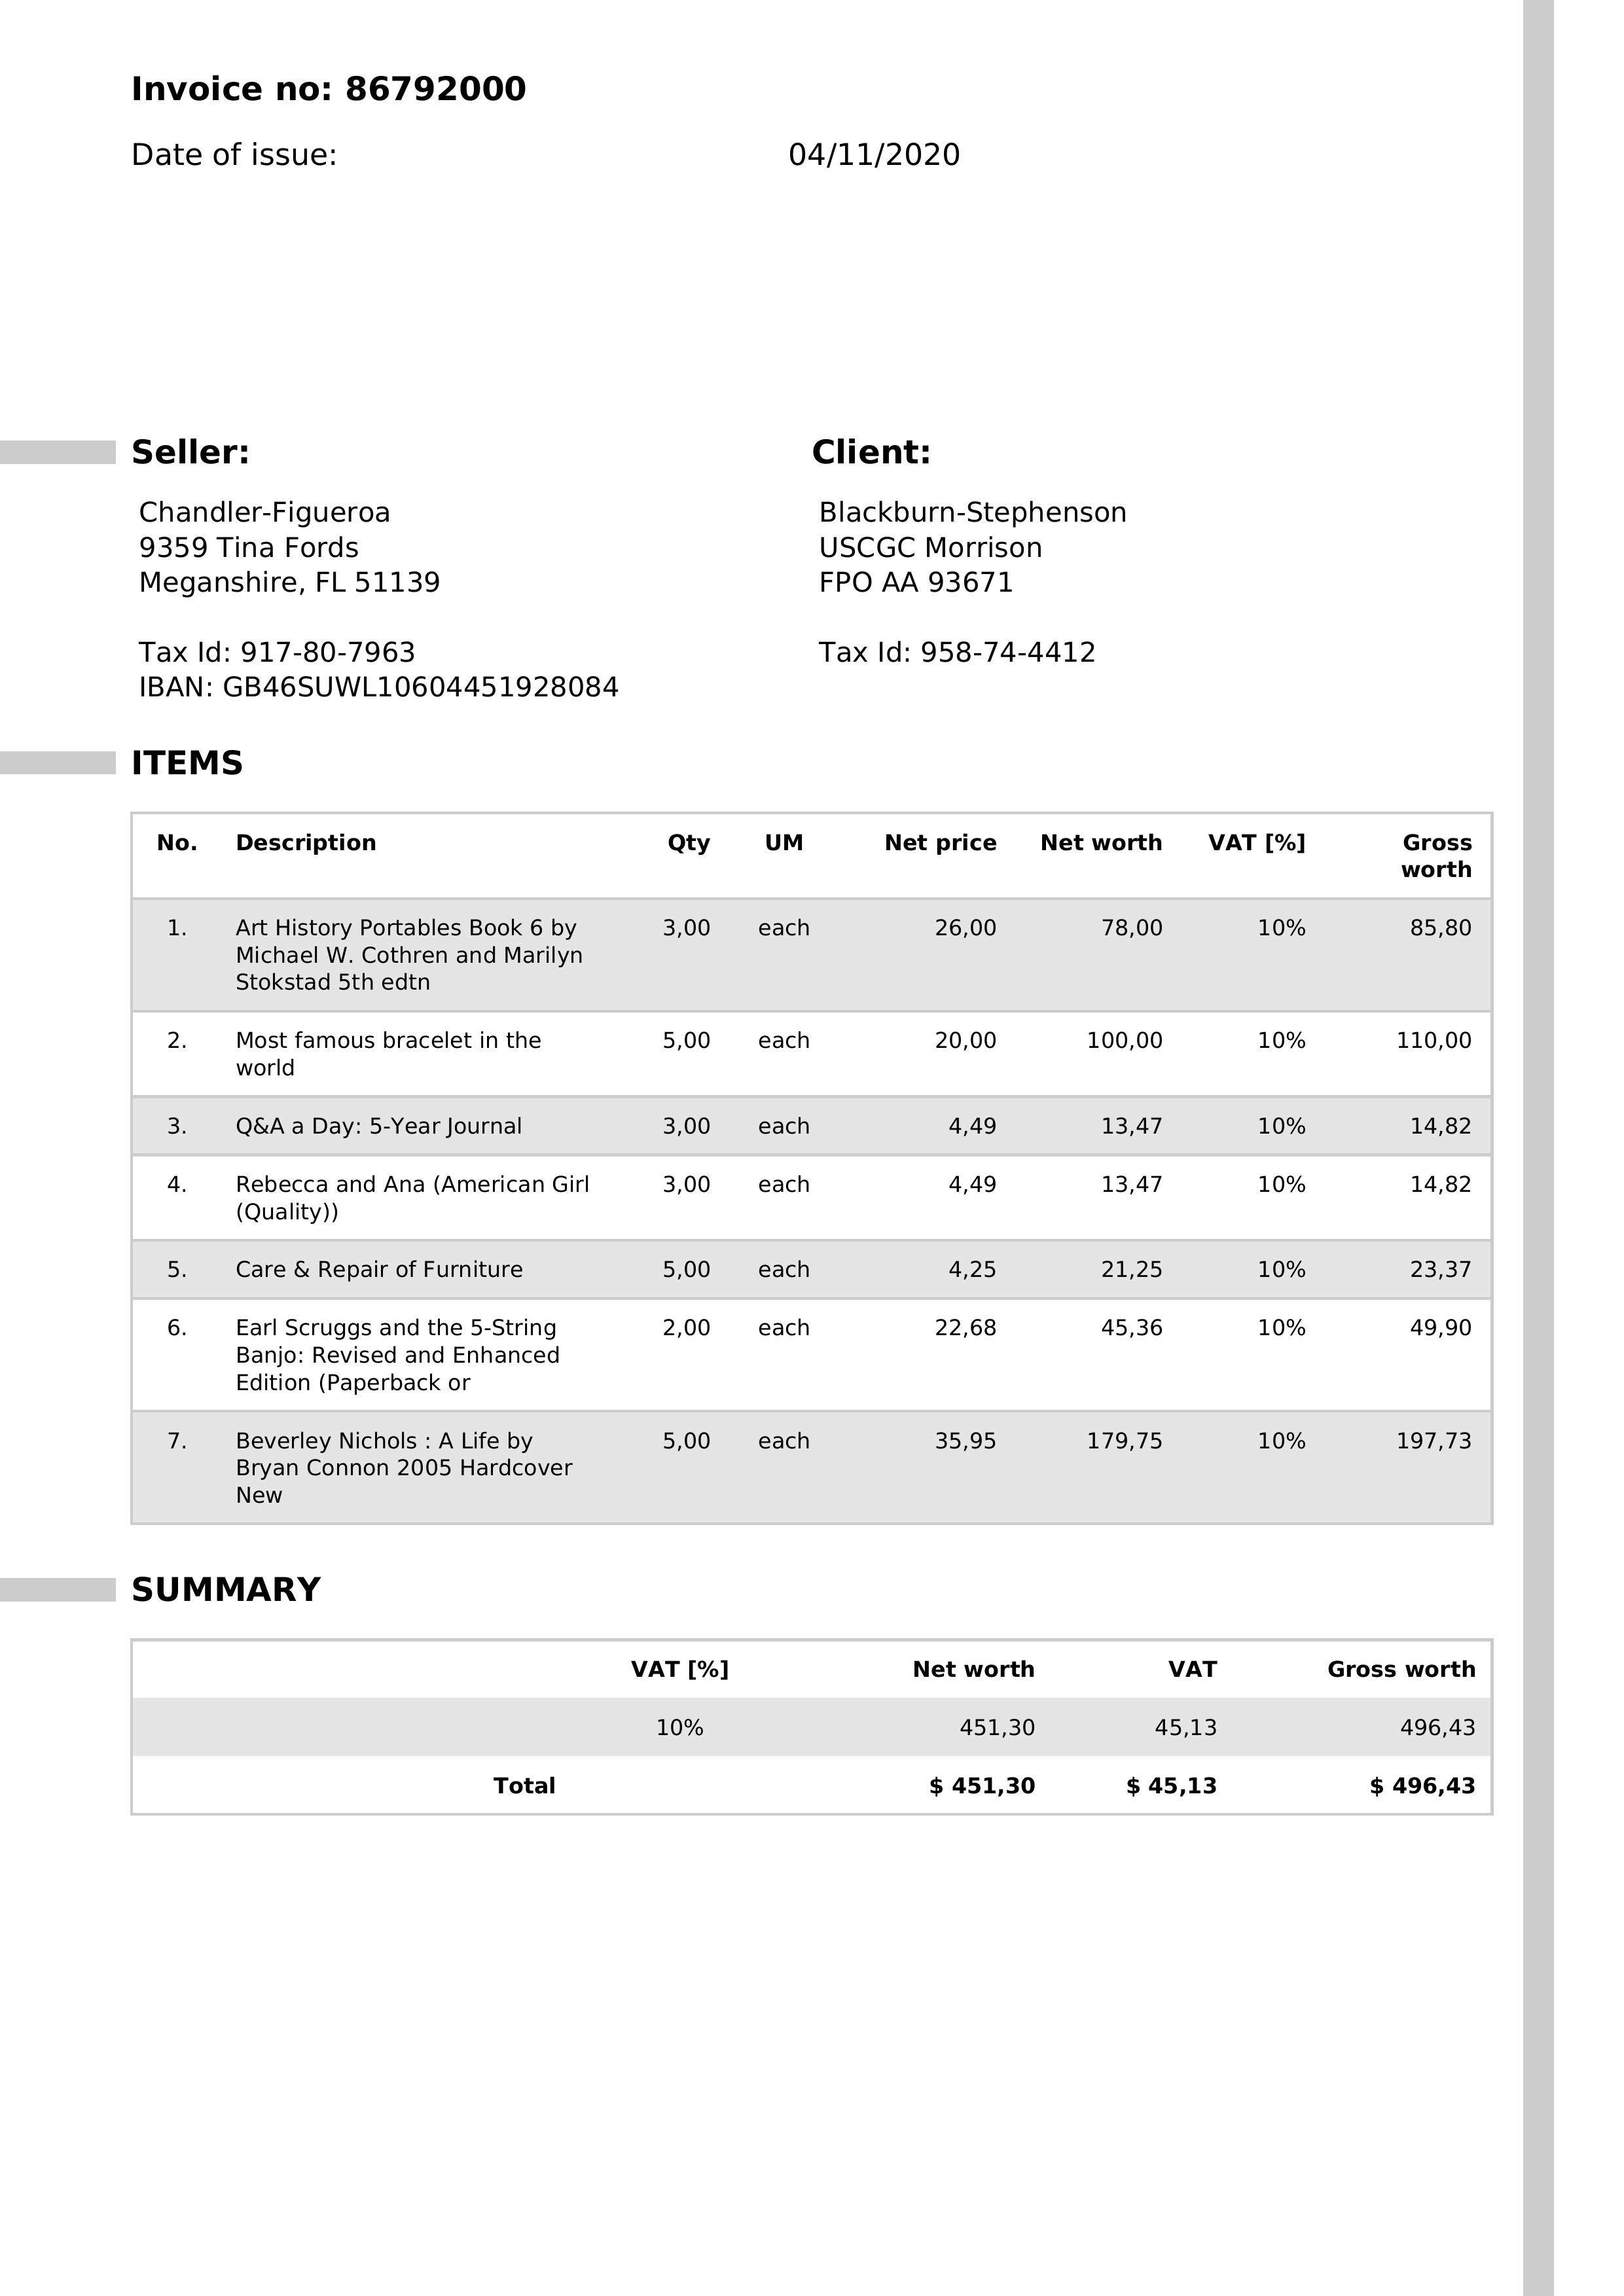 Invoice no: 86792000
Date of issue: 04/11/2020
Seller:
Chandler-Figueroa
9359 Tina Fords
Meganshire, FL 51139
Tax Id: 917-80-7963
IBAN: GB46SUWL10604451928084
Client:
Blackburn-Stephenson
USCGC Morrison
FPO AA 93671
Tax Id: 958-74-4412
ITEMS
No. Description Qty UM Net price Net worth VAT [%] Gross
worth
1. Art History Portables Book 6 by 3,00 each 26,00 78,00 10% 85,80
Michael W. Cothren and Marilyn
Stokstad 5th edtn
2. Most famous bracelet in the 5,00 each 20,00 100,00 10% 110,00
world
3. Q&A a Day: 5-Year Journal 3,00 each 4,49 13,47 10% 14,82
4. Rebecca and Ana (American Girl 3,00 each 4,49 13,47 10% 14,82
(Quality))
5. Care & Repair of Furniture 5,00 each 4,25 21,25 10% 23,37
6. Earl Scruggs and the 5-String 2,00 each 22,68 45,36 10% 49,90
Banjo: Revised and Enhanced
Edition (Paperback or
7. Beverley Nichols : A Life by 5,00 each 35,95 179,75 10% 197,73
Bryan Connon 2005 Hardcover
New
SUMMARY
VAT [%] Net worth VAT Gross worth
10% 451,30 45,13 496,43
Total $ 451,30 $ 45,13 $ 496,43